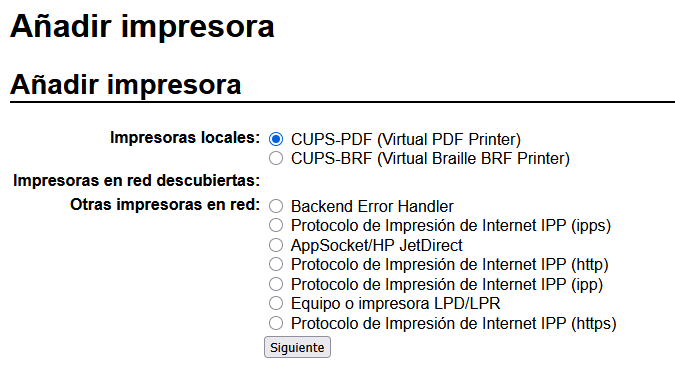 Añadir impresora
Añadir impresora
Impresoras locales: CUPS-PDF (Virtual PDF Printer)
CUPS-BRF (Virtual Braille BRF Printer)
Impresoras en red descubiertas:
Otras impresoras en red: Backend Error Handler
Protocolo de Impresión de Internet IPP (ipps)
AppSocket/HP JetDirect
Protocolo de Impresión de Internet IPP (http)
Protocolo de Impresión de Internet IPP (ipp)
Equipo o impresora LPD/LPR
Protocolo de Impresión de Internet IPP (https)
Siguiente